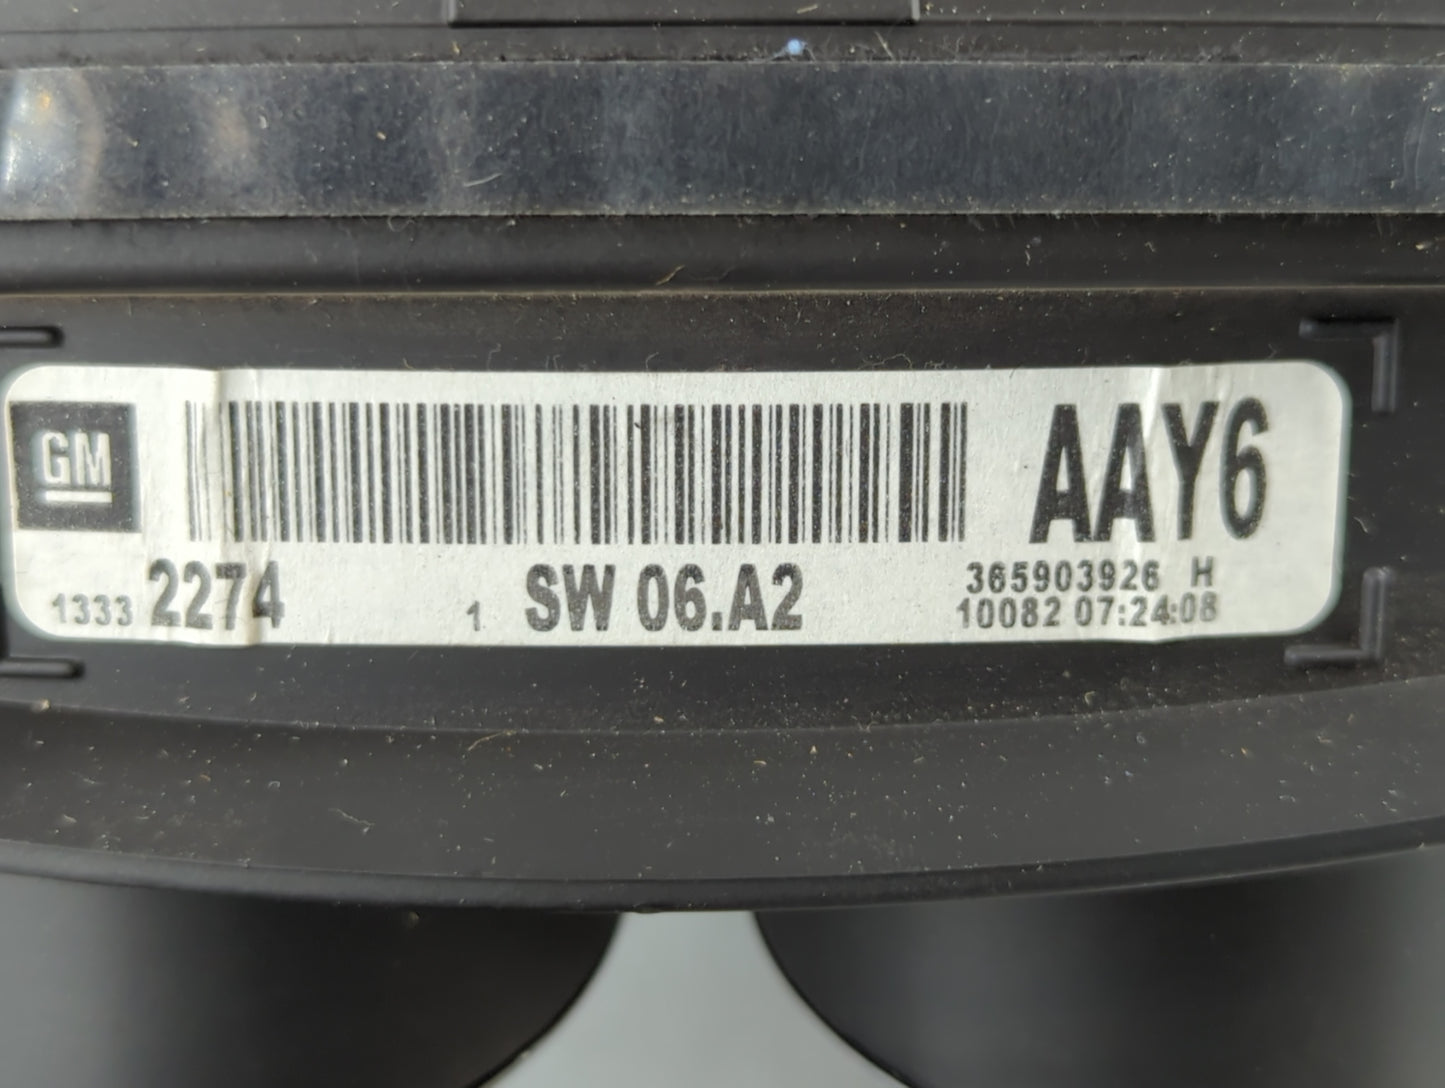 GM
AAY6
1333 2274 1 SW 06.A2
365903926 H
10082 07:24:08